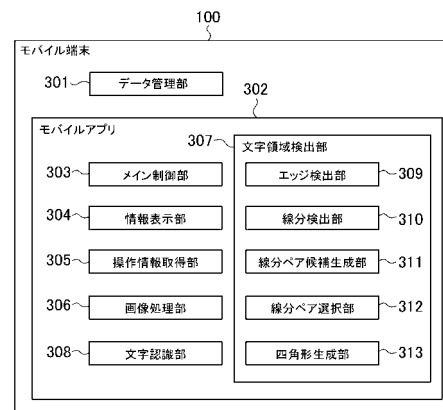 100
モバイル端末
301
データ管理部
302
モバイルアプリ
307
文字領域検出部
303
メイン制御部
エッジ検出部
309
304
情報表示部
線分検出部
310
305
操作情報取得部
線分ペア候補生成部
311
306
画像処理部
線分ペア選択部
312
308
文字認識部
四角形生成部
313